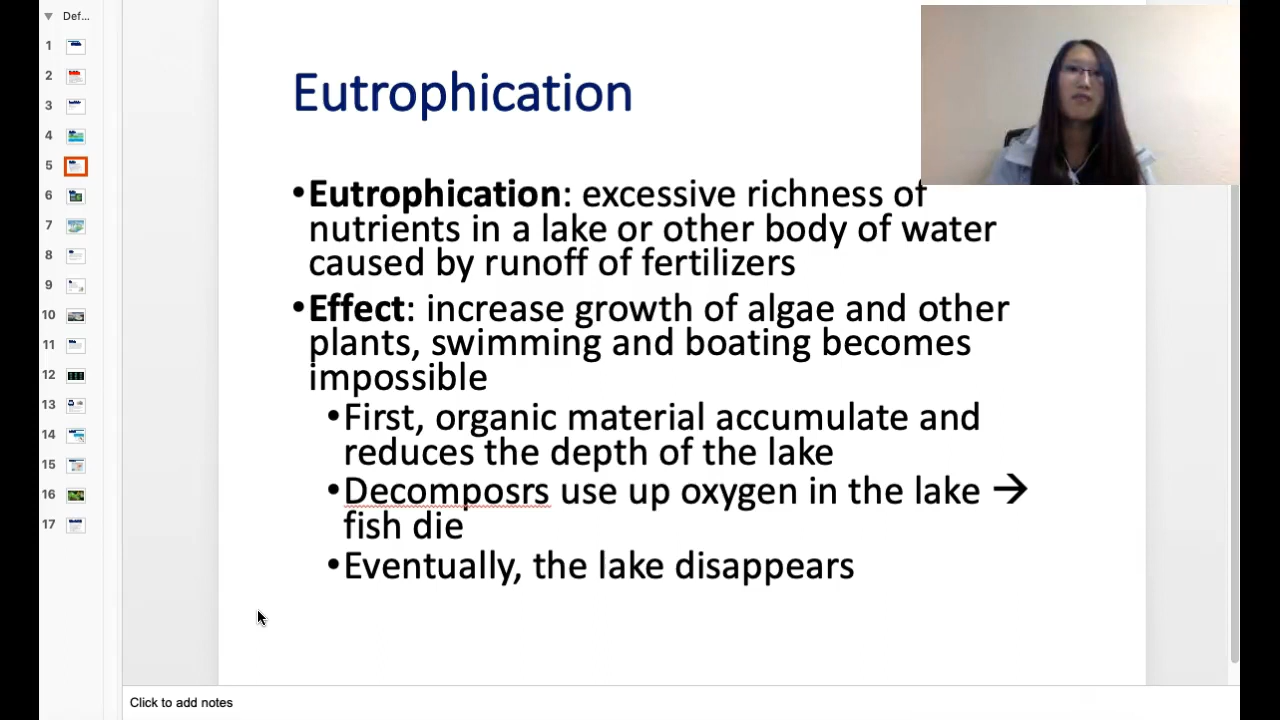 Def...
1
2
3
4
5
6
7
8
9
10
11
12
13
14
15
16
17
Eutrophication
•Eutrophication: excessive richness of
nutrients in a lake or other body of water
caused by runoff of fertilizers
•Effect: increase growth of algae and other
plants, swimming and boating becomes
impossible
•First, organic material accumulate and
reduces the depth of the lake
•Decomposrs use up oxygen in the lake →
fish die
•Eventually, the lake disappears
Click to add notes